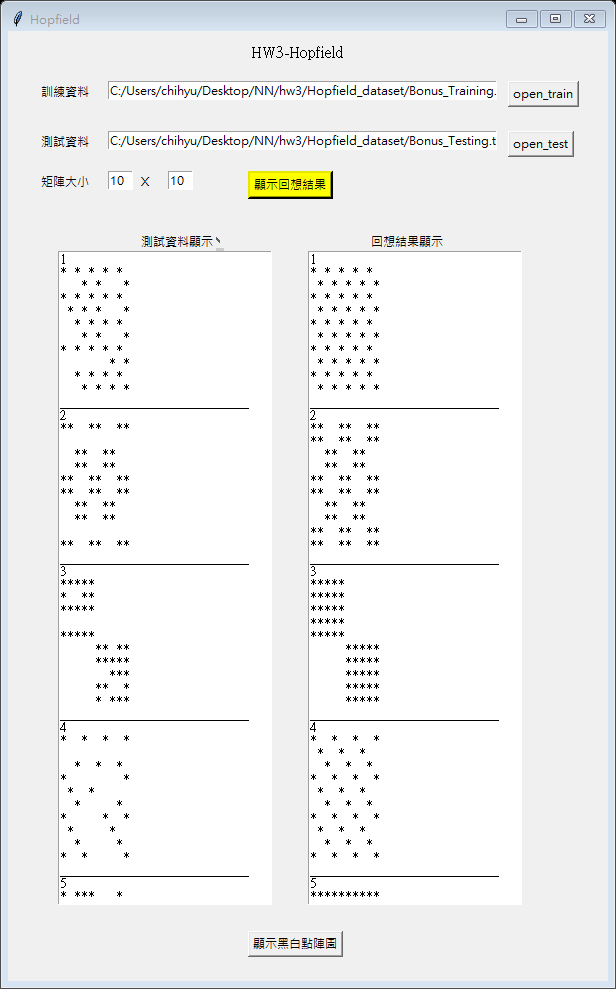 Hopfield
HW3-Hopfield
訓練資料 C:/Users/chihyu/Desktop/NN/hw3/Hopfield_dataset/Bonus_Training. open_train
測試資料 C:/Users/chihyu/Desktop/NN/hw3/Hopfield_dataset/Bonus_Testing.t open_test
矩陣大小 10 X 10 顯示回想結果
測試資料顯示
1
* * * * *
   * *   *
* * * * *
 * * *   *
  * * * *
   * *   *
* * * * *
       * *
  * * * *
   * * * *
2
**  **  **
  **  **
  **  **
**  **  **
**  **  **
  **  **
  **  **
**  **  **
3
*****
*  **
*****
*****
     ** **
     *****
       ***
     **  *
     * ***
4
*  *  *  *
  *  *  *
*        *
 *  *
  *     *
*     *  *
 *     *
  *     *
*  *     *
5
* ***   *
回想結果顯示
1
* * * * *
 * * * * *
* * * * *
 * * * * *
* * * * *
 * * * * *
* * * * *
 * * * * *
* * * * *
 * * * * *
2
**  **  **
**  **  **
  **  **
  **  **
**  **  **
**  **  **
  **  **
  **  **
**  **  **
**  **  **
3
*****
*****
*****
*****
*****
     *****
     *****
     *****
     *****
     *****
4
*  *  *  *
 *  *  *
  *  *  *
*  *  *  *
 *  *  *
  *  *  *
*  *  *  *
 *  *  *
  *  *  *
*  *  *  *
5
**********
顯示黑白點陣圖